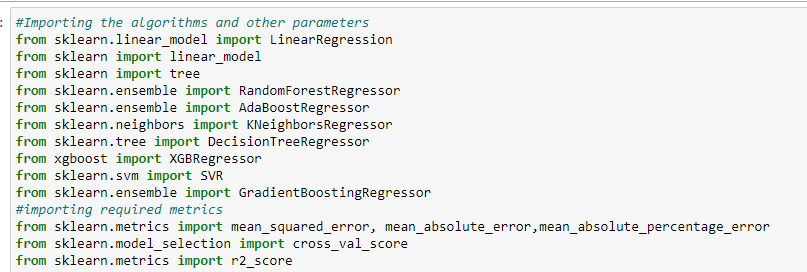 #Importing the algorithms and other parameters
from sklearn.linear_model import LinearRegression
from sklearn import linear_model
from sklearn import tree
from sklearn.ensemble import RandomForestRegressor
from sklearn.ensemble import AdaBoostRegressor
from sklearn.neighbors import KNeighborsRegressor
from sklearn.tree import DecisionTreeRegressor
from xgboost import XGBRegressor
from sklearn.svm import SVR
from sklearn.ensemble import GradientBoostingRegressor
#importing required metrics
from sklearn.metrics import mean_squared_error, mean_absolute_error,mean_absolute_percentage_error
from sklearn.model_selection import cross_val_score
from sklearn.metrics import r2_score